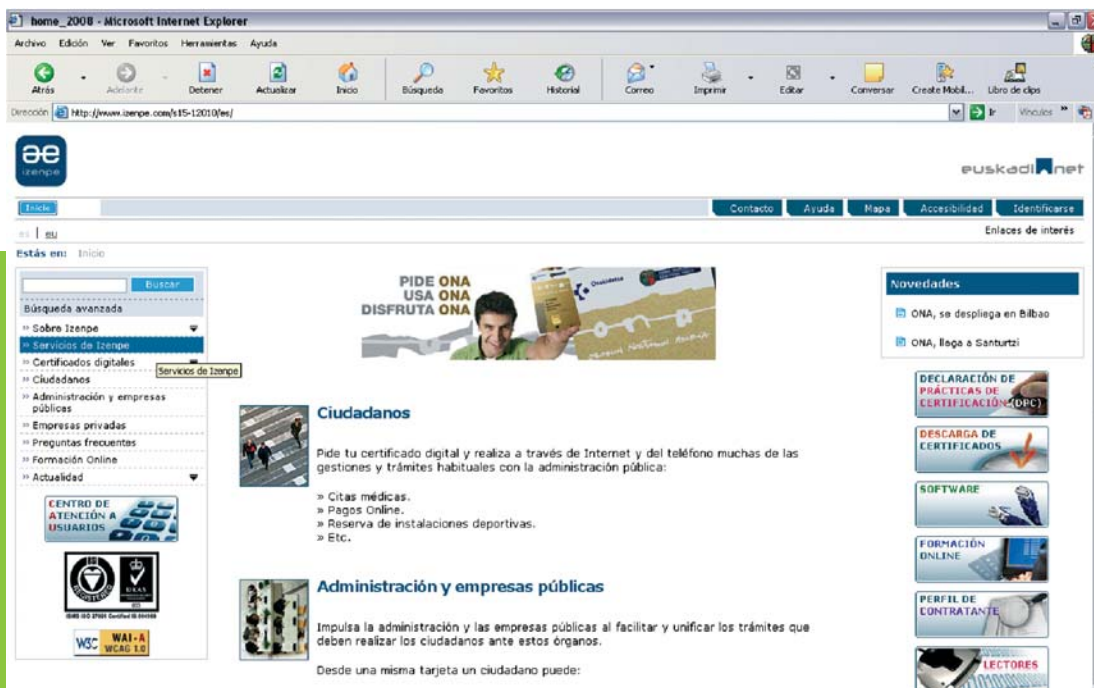 home_2008 - Microsoft Internet Explorer
Archivo Edición Ver Favoritos Herramientas Ayuda
Atrás Adelante Detener Actualizar Inicio Búsqueda Favoritos Historial Correo Imprimir Editar Conversar Create Mobil... Libro de clips
Dirección http://www.izenpe.com/s15-12010/es/ Ir Vínculos
izenpe
euskadi net
Inicio
Contacto Ayuda Mapa Accesibilidad Identificarse
es | eu
Enlaces de interés
Estás en: Inicio
Buscar
Búsqueda avanzada
» Sobre Izenpe
» Servicios de Izenpe
» Certificados digitales
Servicios de Izenpe
» Ciudadanos
» Administración y empresas
públicas
» Empresas privadas
» Preguntas frecuentes
» Formación Online
» Actualidad
CENTRO DE
ATENCIÓN A
USUARIOS
W3C WAI-A
WCAG 1.0
PIDE ONA
USA ONA
DISFRUTA ONA
Osakidetza
ona
Ciudadanos
Pide tu certificado digital y realiza a través de Internet y del teléfono muchas de las
gestiones y trámites habituales con la administración pública:
» Citas médicas.
» Pagos Online.
» Reserva de instalaciones deportivas.
» Etc.
Administración y empresas públicas
Impulsa la administración y las empresas públicas al facilitar y unificar los trámites que
deben realizar los ciudadanos ante estos órganos.
Desde una misma tarjeta un ciudadano puede:
Novedades
ONA, se despliega en Bilbao
ONA, llega a Santurtzi
DECLARACIÓN DE
PRÁCTICAS DE
CERTIFICACIÓN (DPC)
DESCARGA DE
CERTIFICADOS
SOFTWARE
FORMACIÓN
ONLINE
PERFIL DE
CONTRATANTE
LECTORES